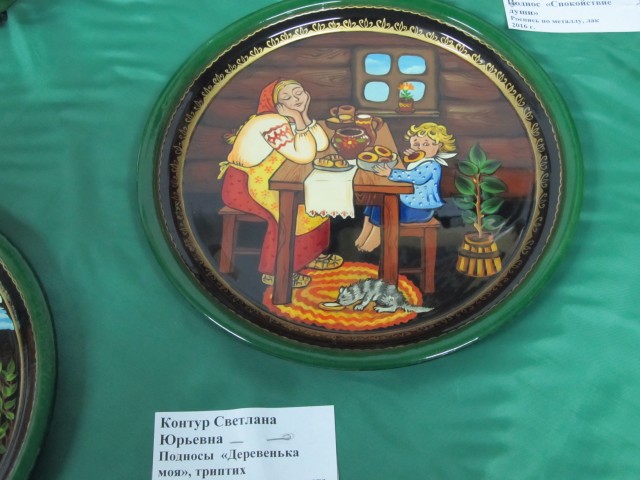 Поднос «Спокойствие
души»
Роспись по металлу, лак
2016 г.
Контур Светлана
Юрьевна
Подносы «Деревенька
моя», триптих